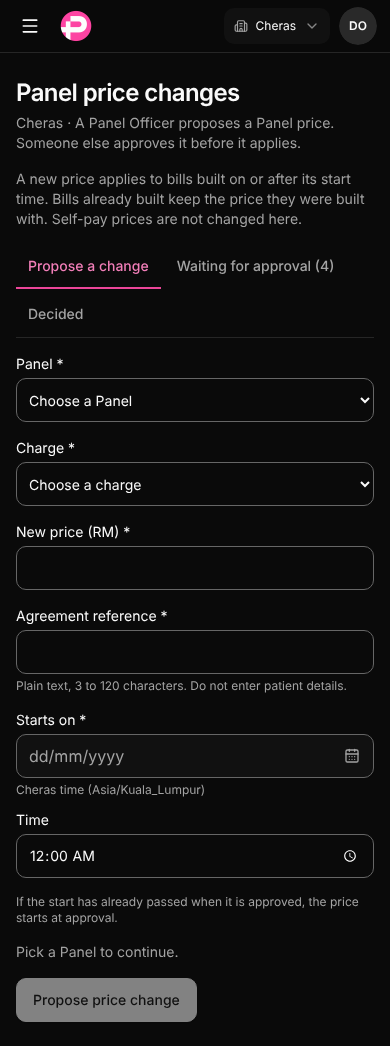 Cheras
DO
Panel price changes
Cheras · A Panel Officer proposes a Panel price.
Someone else approves it before it applies.
A new price applies to bills built on or after its start
time. Bills already built keep the price they were built
with. Self-pay prices are not changed here.
Propose a change
Waiting for approval (4)
Decided
Panel *
Choose a Panel
Charge *
Choose a charge
New price (RM) *
Agreement reference *
Plain text, 3 to 120 characters. Do not enter patient details.
Starts on *
dd/mm/yyyy
Cheras time (Asia/Kuala_Lumpur)
Time
12:00 AM
If the start has already passed when it is approved, the price
starts at approval.
Pick a Panel to continue.
Propose price change